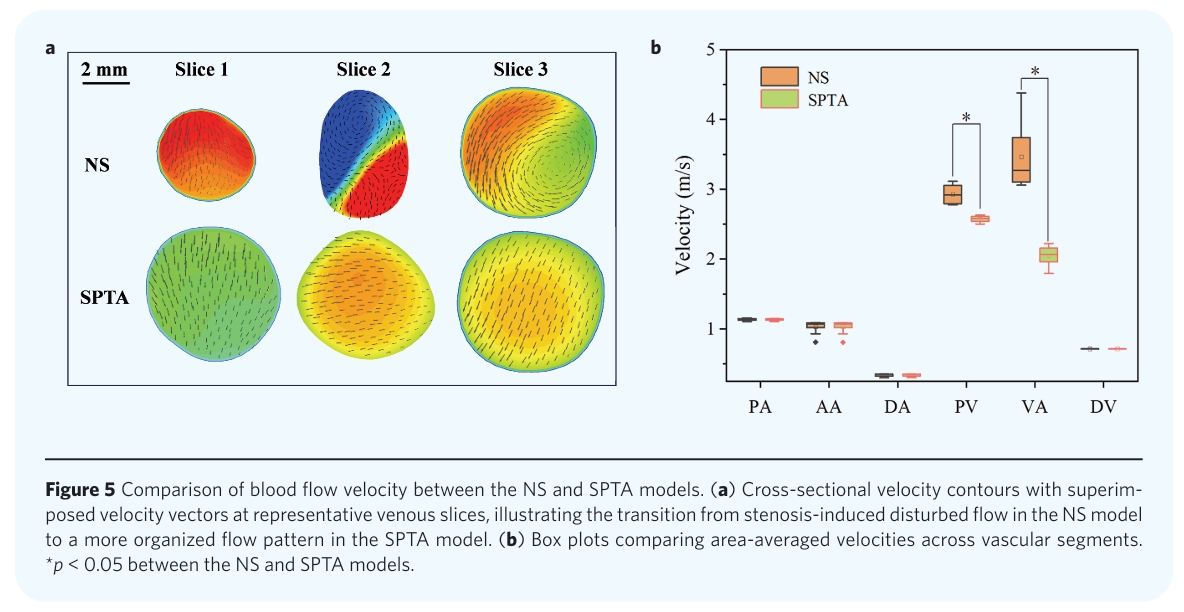 a
2 mm Slice 1 Slice 2 Slice 3
NS
SPTA
b
5
4
3
2
1
Velocity (m/s)
NS
SPTA
*
*
PA AA DA PV VA DV
Figure 5 Comparison of blood flow velocity between the NS and SPTA models. (a) Cross-sectional velocity contours with superim-
posed velocity vectors at representative venous slices, illustrating the transition from stenosis-induced disturbed flow in the NS model
to a more organized flow pattern in the SPTA model. (b) Box plots comparing area-averaged velocities across vascular segments.
*p < 0.05 between the NS and SPTA models.